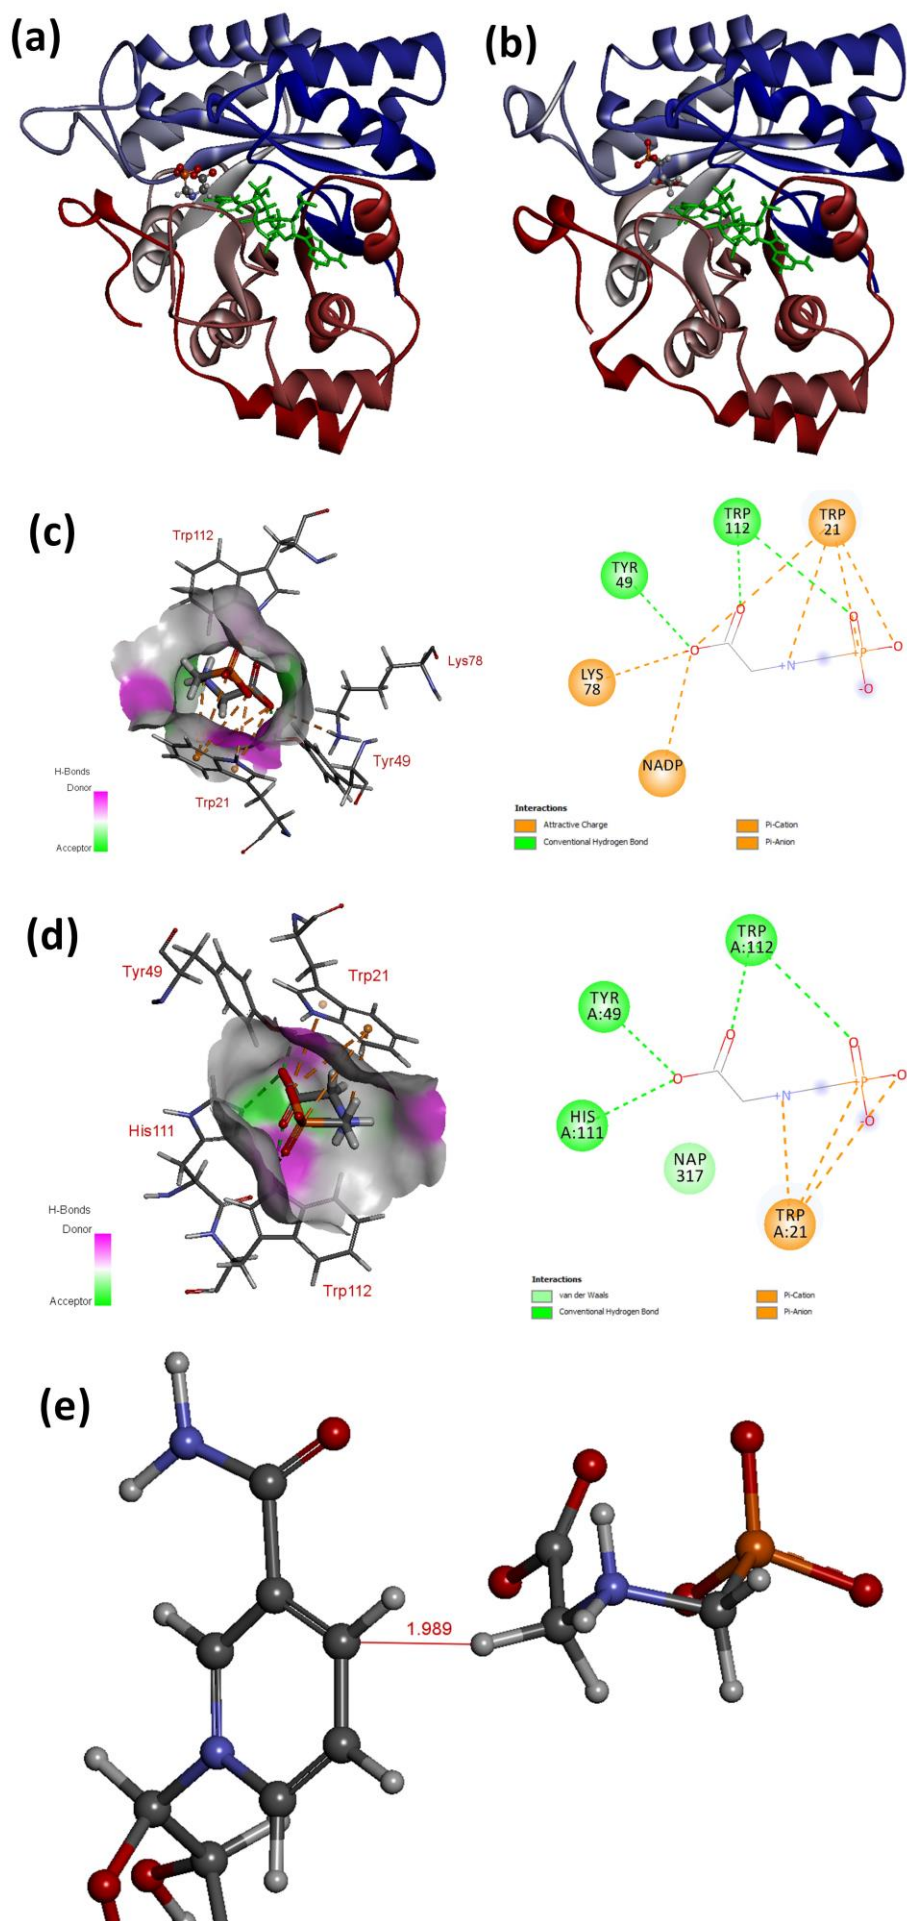 (a)
(b)
(c)
Trp112
Lys78
Tyr49
Trp21
H-Bonds
Donor
Acceptor
TRP
112
TRP
21
TYR
49
LYS
78
NADP
O
O
+N
O
+P
O
-O
Interactions
Attractive Charge
Conventional Hydrogen Bond
Pi-Cation
Pi-Anion
(d)
Tyr49
Trp21
His111
Trp112
H-Bonds
Donor
Acceptor
TRP
A:112
TYR
A:49
HIS
A:111
NAP
317
TRP
A:21
O
O
+N
O
+P
O
-O
Interactions
van der Waals
Conventional Hydrogen Bond
Pi-Cation
Pi-Anion
(e)
1.989